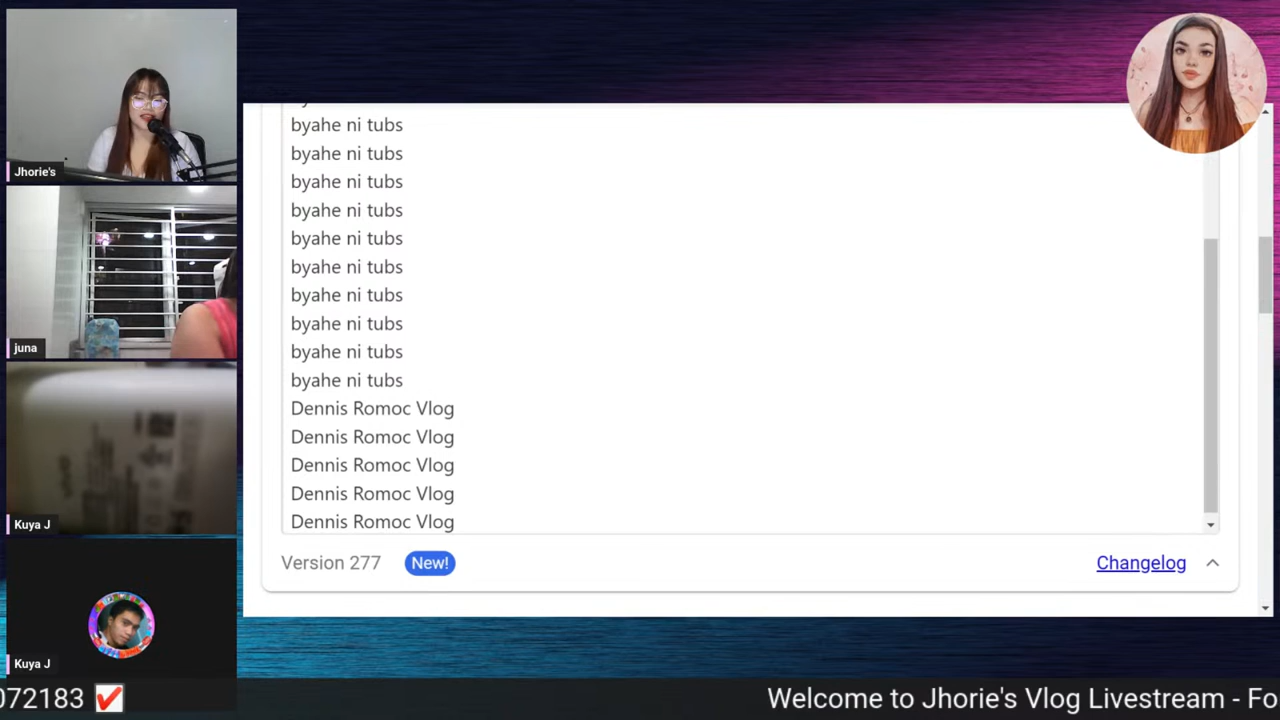 Jhorie's
juna
Kuya J
Kuya J
byahe ni tubs
byahe ni tubs
byahe ni tubs
byahe ni tubs
byahe ni tubs
byahe ni tubs
byahe ni tubs
byahe ni tubs
byahe ni tubs
byahe ni tubs
Dennis Romoc Vlog
Dennis Romoc Vlog
Dennis Romoc Vlog
Dennis Romoc Vlog
Dennis Romoc Vlog
Version 277 New! Changelog
072183 Welcome to Jhorie's Vlog Livestream - Fo